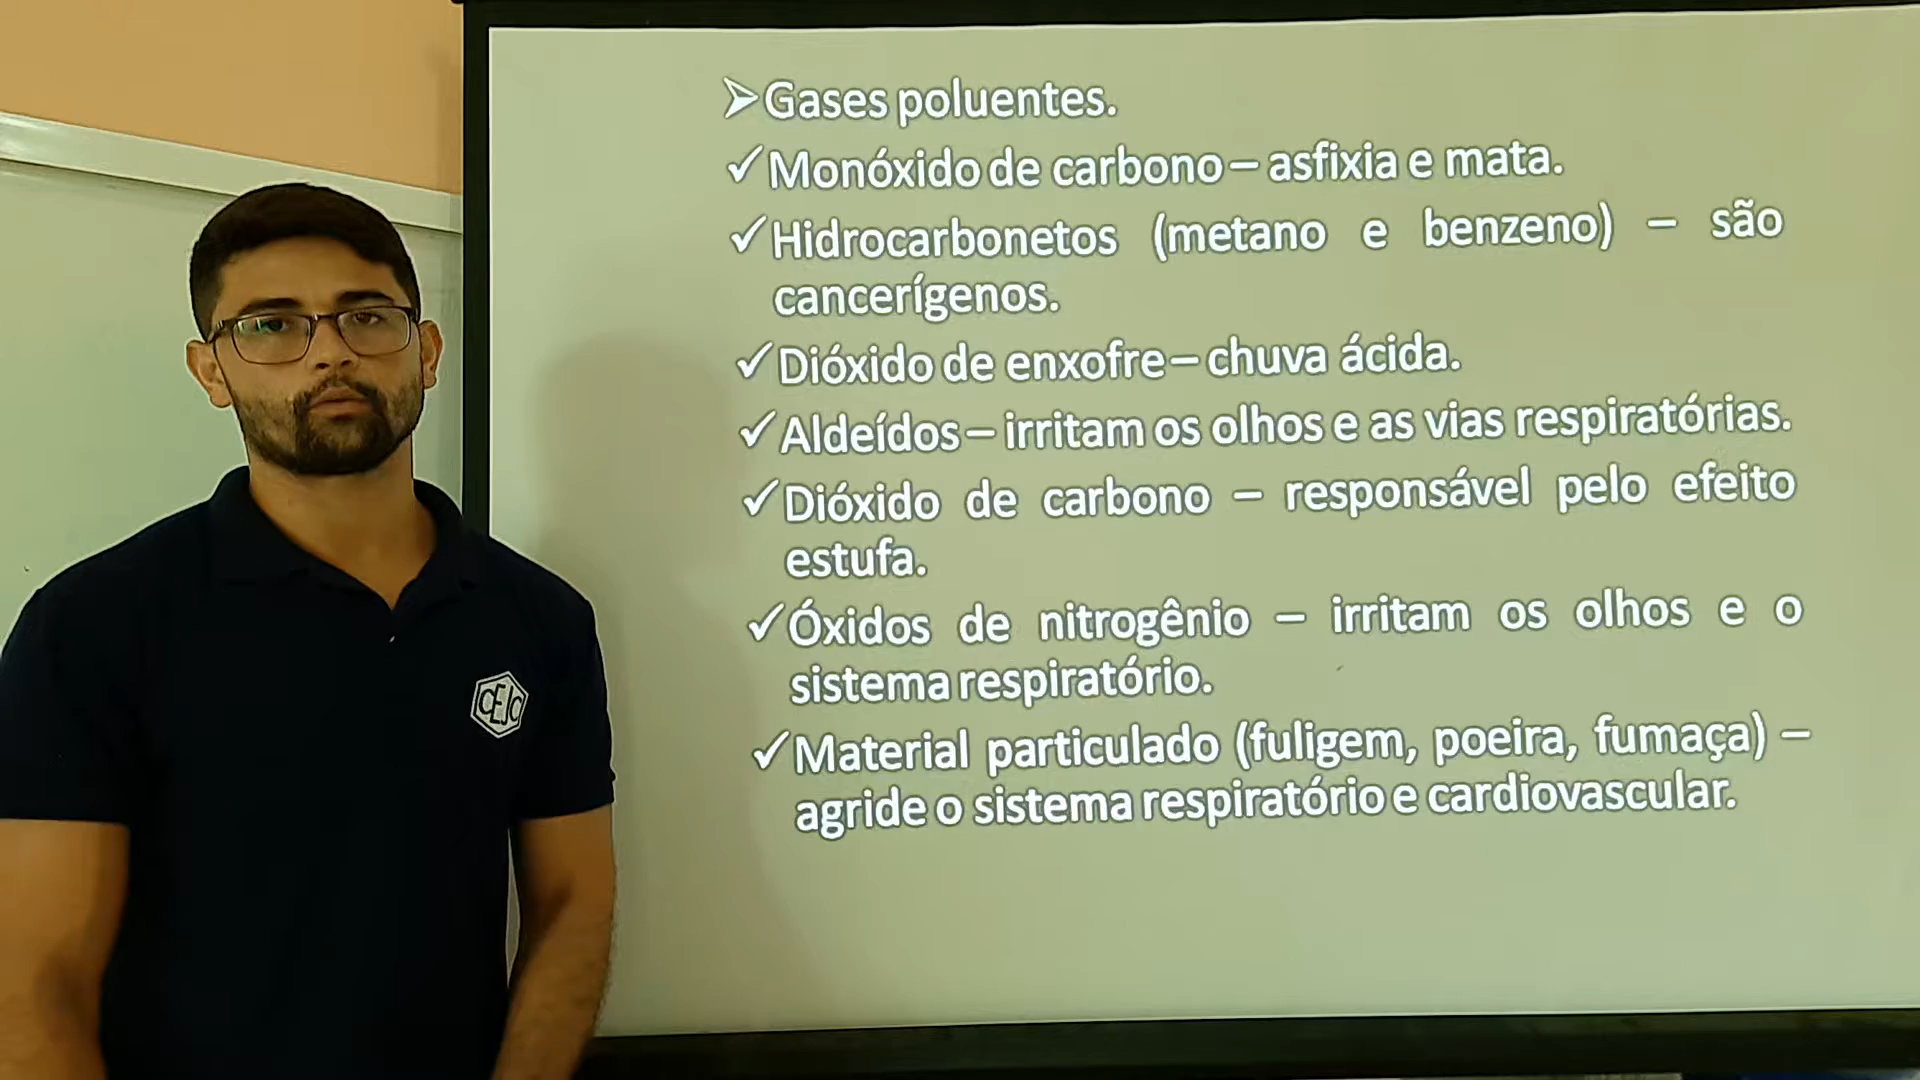 ➢Gases poluentes.
✓Monóxido de carbono – asfixia e mata.
✓Hidrocarbonetos (metano e benzeno) – são
cancerígenos.
✓Dióxido de enxofre – chuva ácida.
✓Aldeídos – irritam os olhos e as vias respiratórias.
✓Dióxido de carbono – responsável pelo efeito
estufa.
✓Óxidos de nitrogênio – irritam os olhos e o
sistema respiratório.
✓Material particulado (fuligem, poeira, fumaça) –
agride o sistema respiratório e cardiovascular.
CEJC